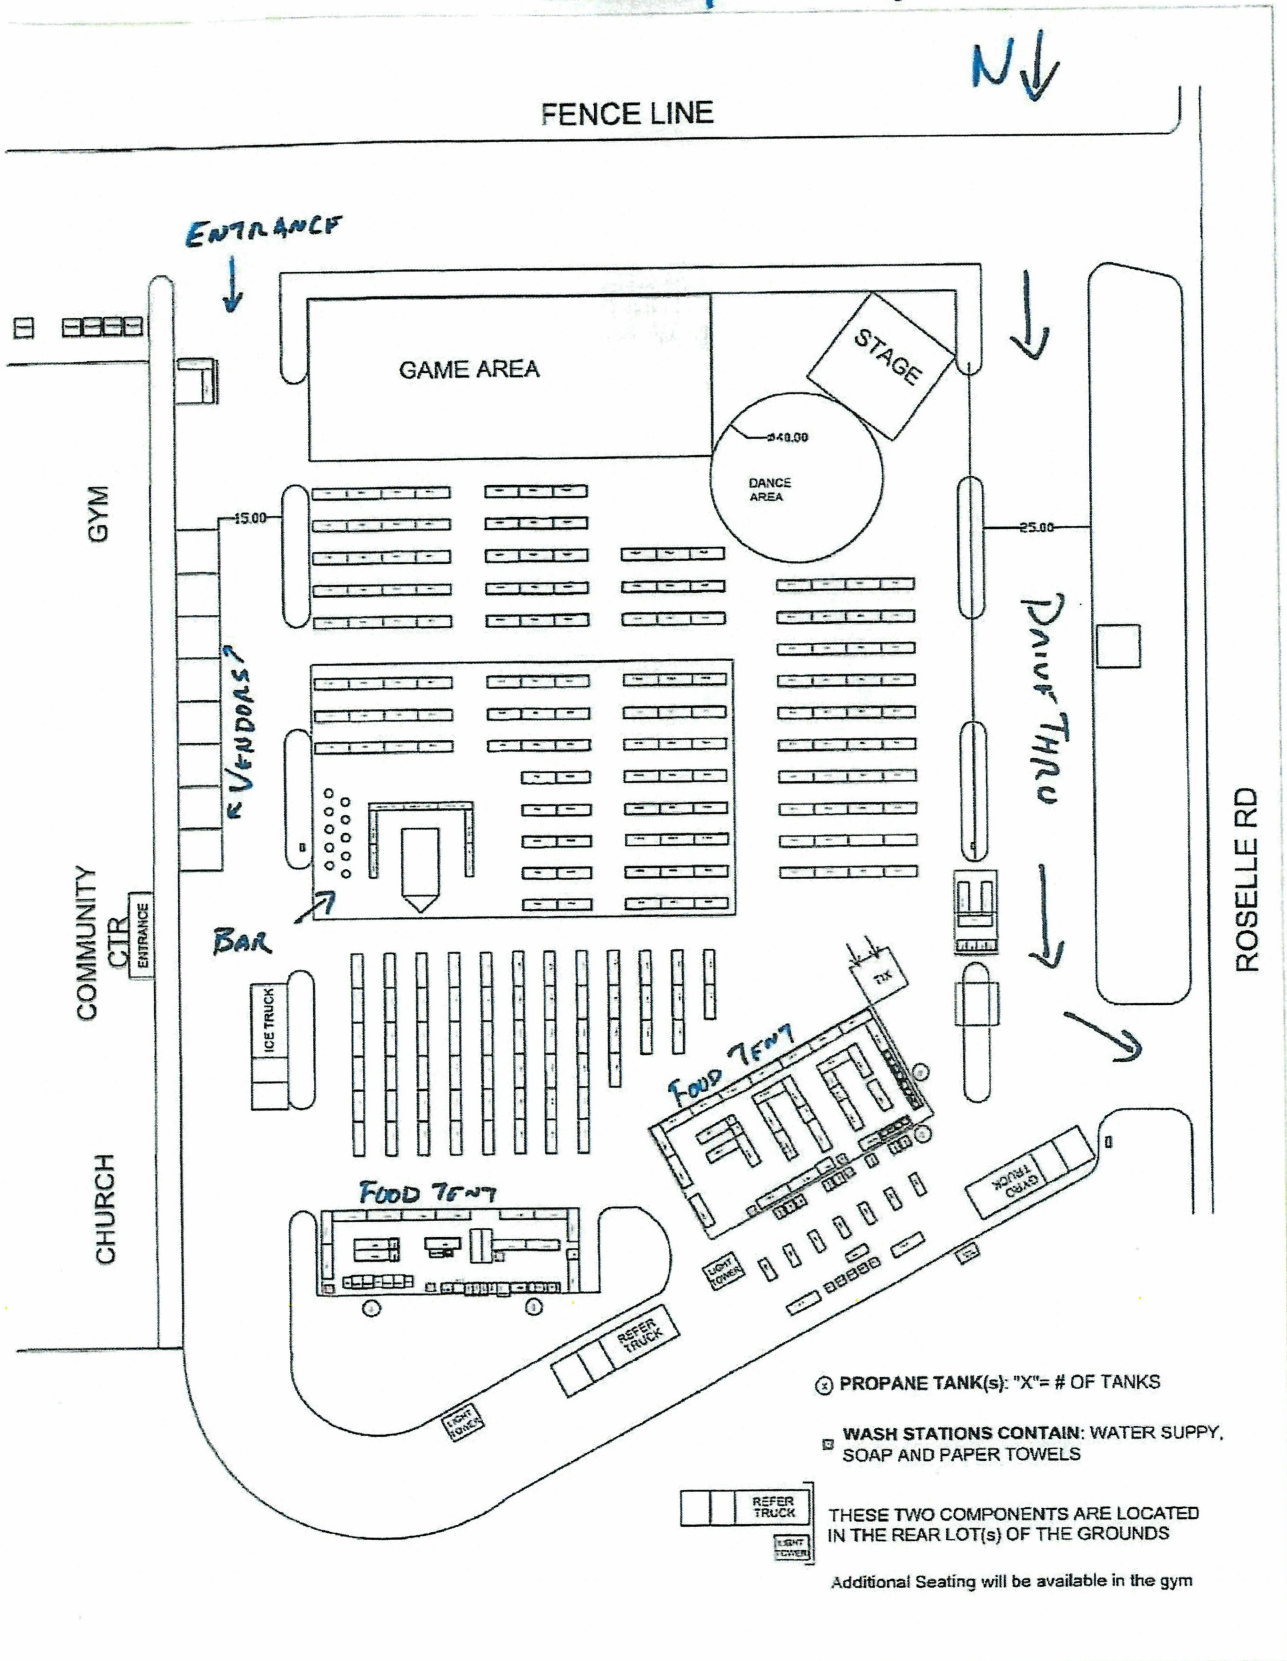 N
FENCE LINE
ENTRANCE
GAME AREA
STAGE
ø40.00
DANCE
AREA
GYM
15.00
25.00
VENDORS
DRIVE THRU
ROSELLE RD
COMMUNITY
CTR
ENTRANCE
BAR
ICE TRUCK
TIX
FOOD TENT
CHURCH
FOOD TENT
GYRO
TRUCK
LIGHT
TOWER
REFER
TRUCK
LIGHT
TOWER
PROPANE TANK(s): "X"= # OF TANKS
WASH STATIONS CONTAIN: WATER SUPPY,
SOAP AND PAPER TOWELS
REFER
TRUCK
LIGHT
TOWER
THESE TWO COMPONENTS ARE LOCATED
IN THE REAR LOT(s) OF THE GROUNDS
Additional Seating will be available in the gym